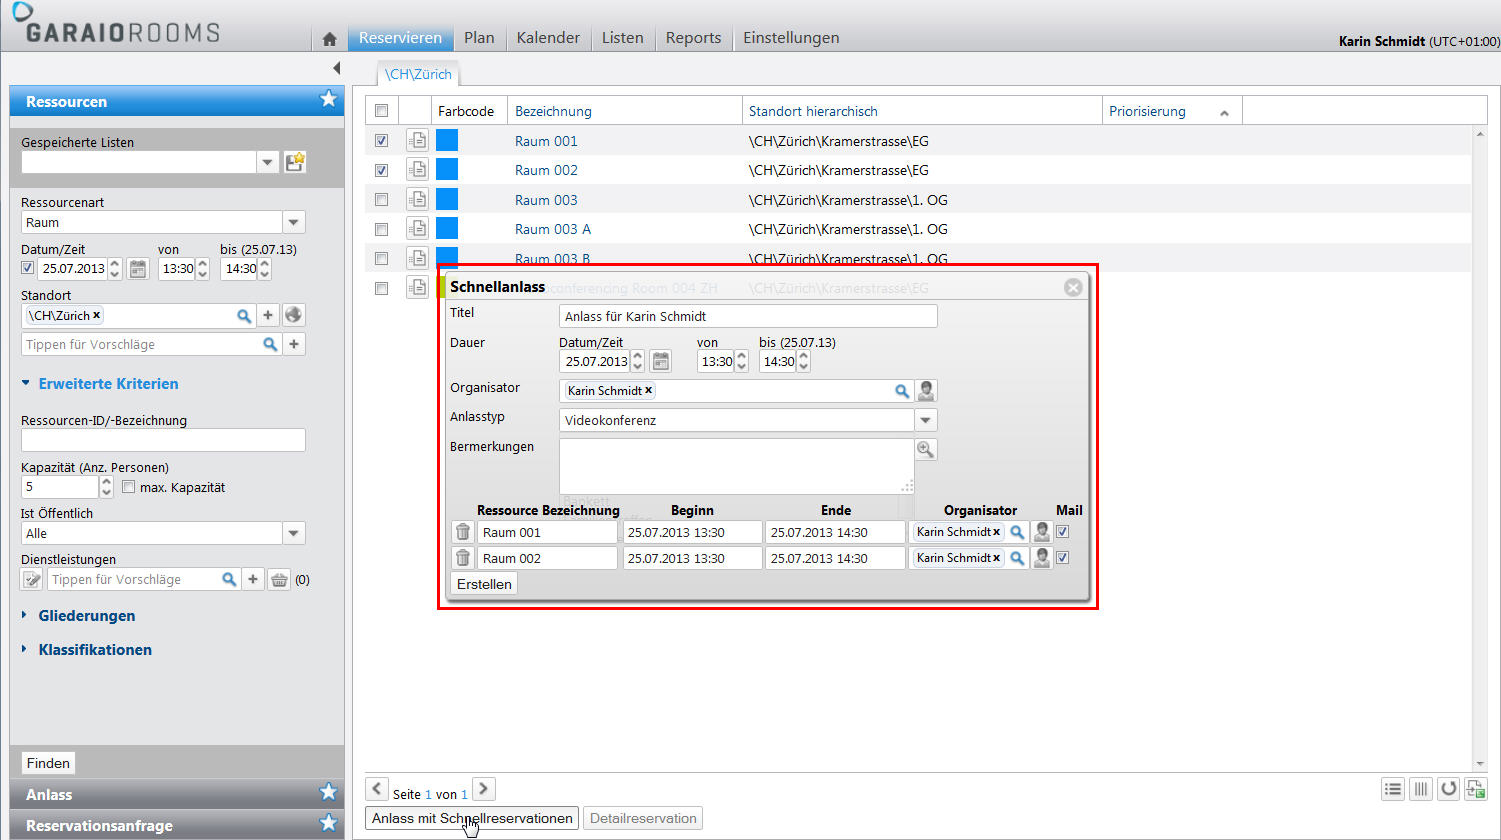 GARAIOROOMS
Reservieren Plan Kalender Listen Reports Einstellungen
Karin Schmidt (UTC+01:00)
\CH\Zürich
Ressourcen
Gespeicherte Listen
Ressourcenart
Raum
Datum/Zeit von bis (25.07.13)
25.07.2013 13:30 14:30
Standort
\CH\Zürich x
Tippen für Vorschläge
Erweiterte Kriterien
Ressourcen-ID/-Bezeichnung
Kapazität (Anz. Personen)
5 max. Kapazität
Ist Öffentlich
Alle
Dienstleistungen
Tippen für Vorschläge (0)
Gliederungen
Klassifikationen
Finden
Anlass
Reservationsanfrage
Farbcode Bezeichnung Standort hierarchisch Priorisierung
Raum 001 \CH\Zürich\Kramerstrasse\EG
Raum 002 \CH\Zürich\Kramerstrasse\EG
Raum 003 \CH\Zürich\Kramerstrasse\1. OG
Raum 003 A \CH\Zürich\Kramerstrasse\1. OG
Raum 003 B \CH\Zürich\Kramerstrasse\1. OG
conferencing Room 004 ZH \CH\Zürich\Kramerstrasse\EG
Schnellanlass
Titel Anlass für Karin Schmidt
Dauer Datum/Zeit von bis (25.07.13)
25.07.2013 13:30 14:30
Organisator Karin Schmidt x
Anlasstyp Videokonferenz
Bermerkungen
Bankett
Ressource Bezeichnung Beginn Ende Organisator Mail
Raum 001 25.07.2013 13:30 25.07.2013 14:30 Karin Schmidt x
Raum 002 25.07.2013 13:30 25.07.2013 14:30 Karin Schmidt x
Erstellen
Seite 1 von 1
Anlass mit Schnellreservationen Detailreservation